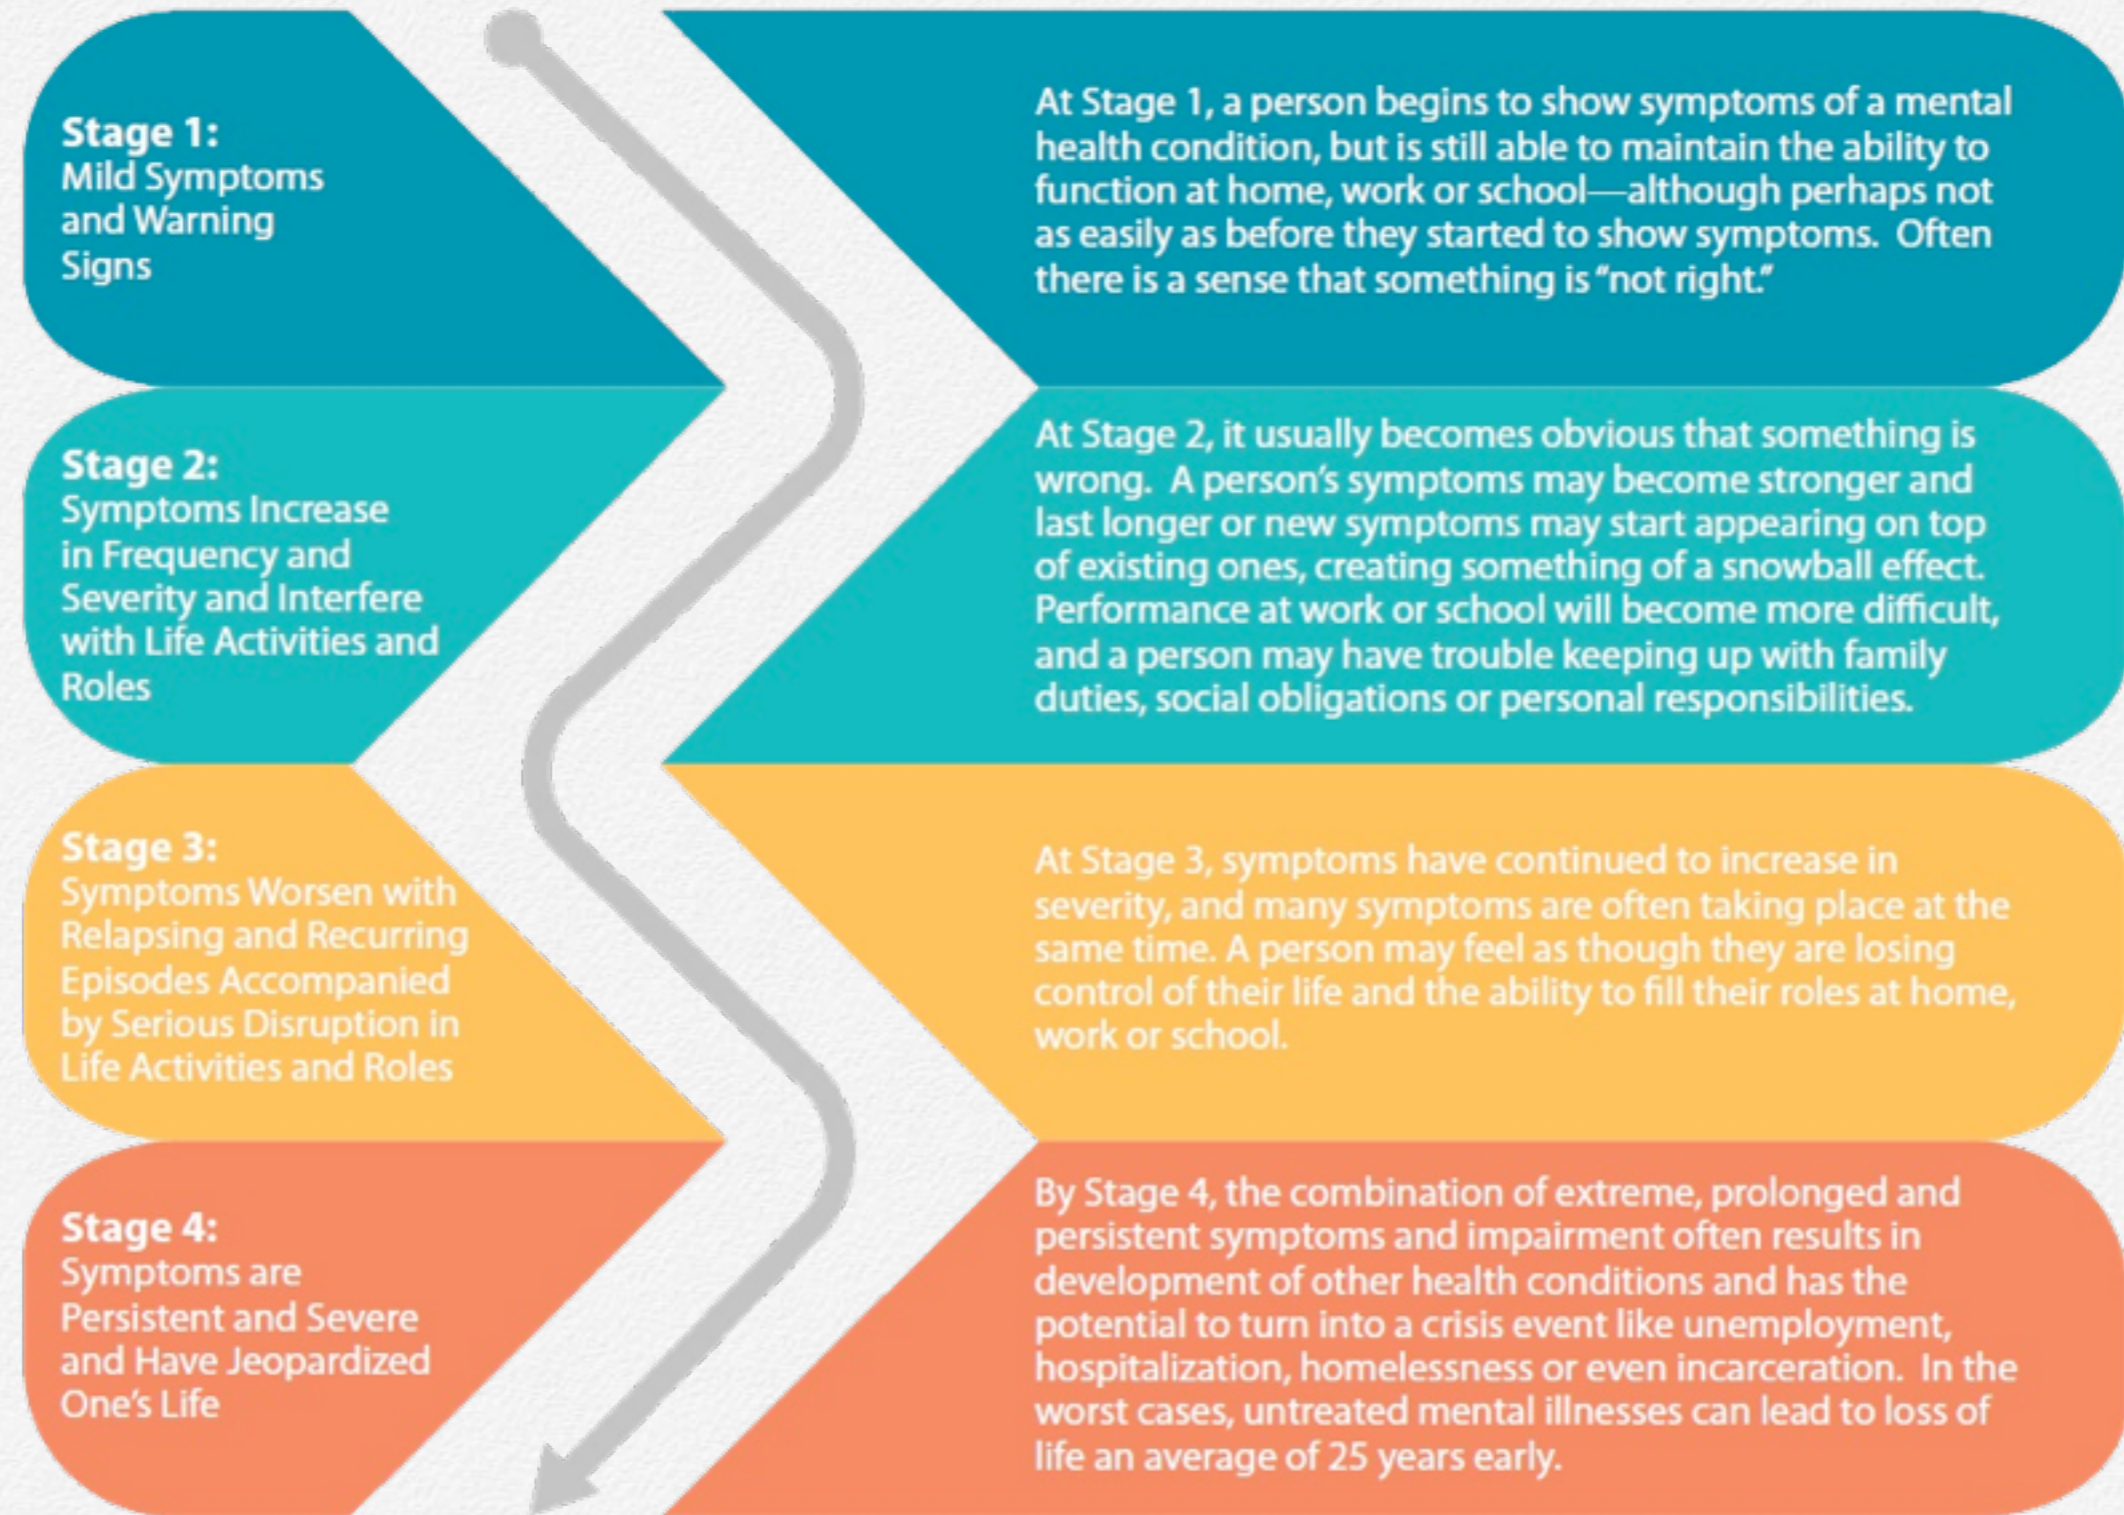 Stage 1:
Mild Symptoms
and Warning
Signs
At Stage 1, a person begins to show symptoms of a mental
health condition, but is still able to maintain the ability to
function at home, work or school—although perhaps not
as easily as before they started to show symptoms.  Often
there is a sense that something is “not right.”
Stage 2:
Symptoms Increase
in Frequency and
Severity and Interfere
with Life Activities and
Roles
At Stage 2, it usually becomes obvious that something is
wrong.  A person’s symptoms may become stronger and
last longer or new symptoms may start appearing on top
of existing ones, creating something of a snowball effect.
Performance at work or school will become more difficult,
and a person may have trouble keeping up with family
duties, social obligations or personal responsibilities.
Stage 3:
Symptoms Worsen with
Relapsing and Recurring
Episodes Accompanied
by Serious Disruption in
Life Activities and Roles
At Stage 3, symptoms have continued to increase in
severity, and many symptoms are often taking place at the
same time. A person may feel as though they are losing
control of their life and the ability to fill their roles at home,
work or school.
Stage 4:
Symptoms are
Persistent and Severe
and Have Jeopardized
One’s Life
By Stage 4, the combination of extreme, prolonged and
persistent symptoms and impairment often results in
development of other health conditions and has the
potential to turn into a crisis event like unemployment,
hospitalization, homelessness or even incarceration.  In the
worst cases, untreated mental illnesses can lead to loss of
life an average of 25 years early.